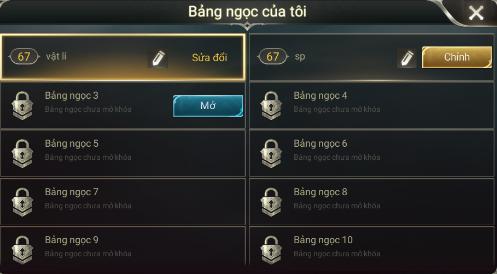 Bảng ngọc của tôi
67 vật lí Sửa đổi
67 sp Chỉnh
Bảng ngọc 3
Bảng ngọc chưa mở khóa
Mở
Bảng ngọc 4
Bảng ngọc chưa mở khóa
Bảng ngọc 5
Bảng ngọc chưa mở khóa
Bảng ngọc 6
Bảng ngọc chưa mở khóa
Bảng ngọc 7
Bảng ngọc chưa mở khóa
Bảng ngọc 8
Bảng ngọc chưa mở khóa
Bảng ngọc 9
Bảng ngọc chưa mở khóa
Bảng ngọc 10
Bảng ngọc chưa mở khóa